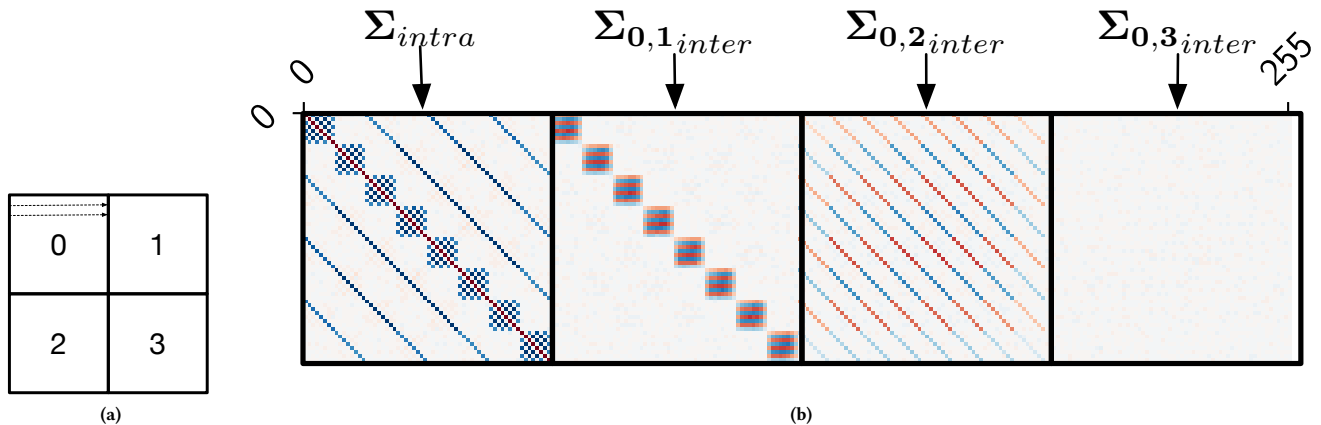 Σintra Σ0,1inter Σ0,2inter Σ0,3inter
0 255
0
0 1
2 3
(a) (b)